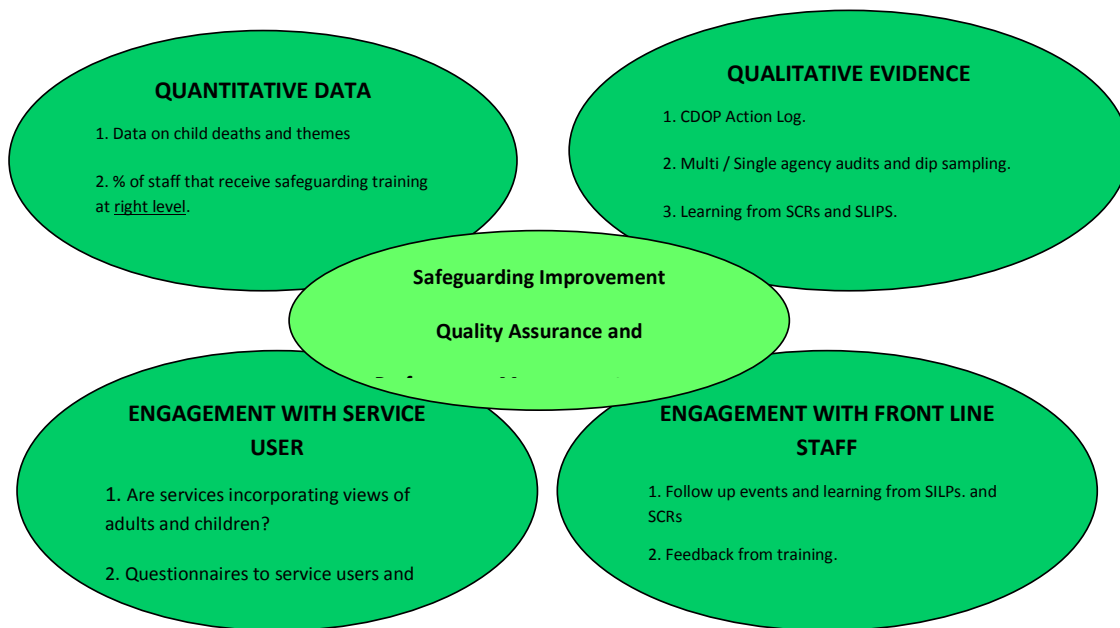 QUANTITATIVE DATA
1. Data on child deaths and themes
2. % of staff that receive safeguarding training
at right level.
QUALITATIVE EVIDENCE
1. CDOP Action Log.
2. Multi / Single agency audits and dip sampling.
3. Learning from SCRs and SLIPS.
Safeguarding Improvement
Quality Assurance and
ENGAGEMENT WITH SERVICE
USER
1. Are services incorporating views of
adults and children?
2. Questionnaires to service users and
ENGAGEMENT WITH FRONT LINE
STAFF
1. Follow up events and learning from SILPs. and
SCRs
2. Feedback from training.